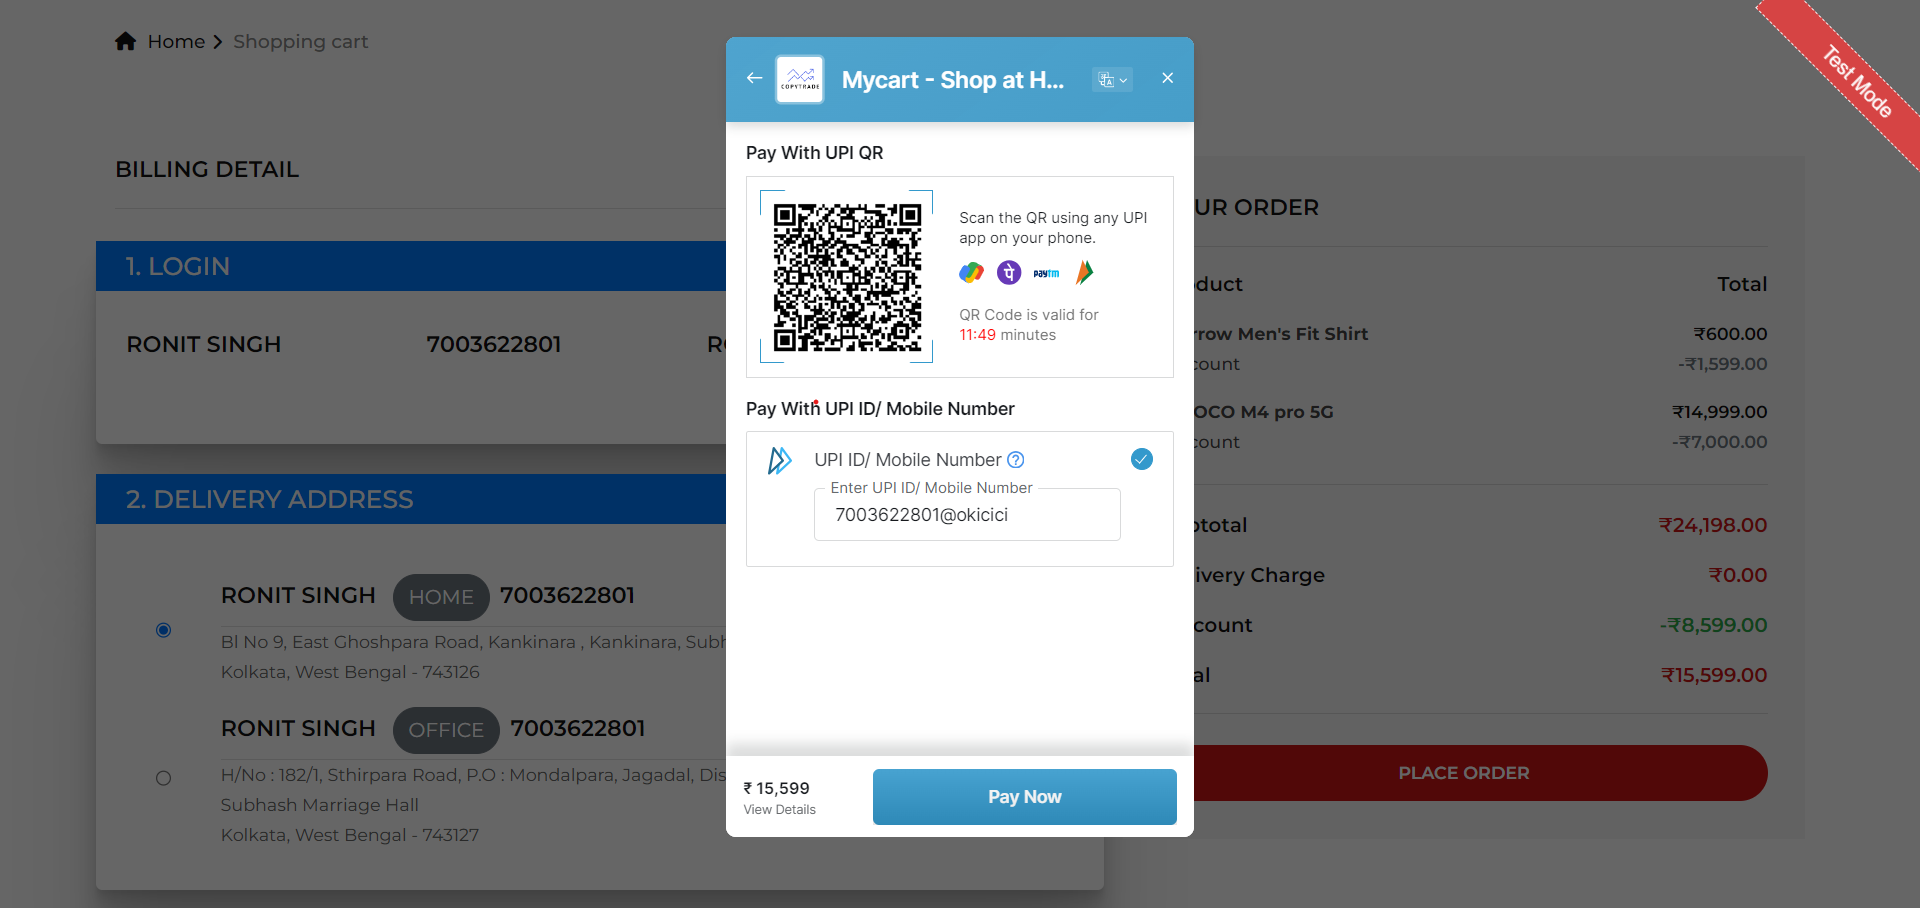 Home > Shopping cart
Test Mode
BILLING DETAIL
1. LOGIN
RONIT SINGH 7003622801
2. DELIVERY ADDRESS
RONIT SINGH HOME 7003622801
Bl No 9, East Ghoshpara Road, Kankinara , Kankinara,
Kolkata, West Bengal - 743126
RONIT SINGH OFFICE 7003622801
H/No : 182/1, Sthirpara Road, P.O : Mondalpara, Jagadal,
Subhash Marriage Hall
Kolkata, West Bengal - 743127
COPYTRADE
Mycart - Shop at H...
Pay With UPI QR
Scan the QR using any UPI
app on your phone.
पे paytm
QR Code is valid for
11:49 minutes
Pay With UPI ID/ Mobile Number
UPI ID/ Mobile Number ?
Enter UPI ID/ Mobile Number
7003622801@okicici
₹ 15,599
View Details
Pay Now
UR ORDER
duct Total
rrow Men's Fit Shirt ₹600.00
count -₹1,599.00
OCO M4 pro 5G ₹14,999.00
count -₹7,000.00
total ₹24,198.00
ivery Charge ₹0.00
count -₹8,599.00
al ₹15,599.00
PLACE ORDER